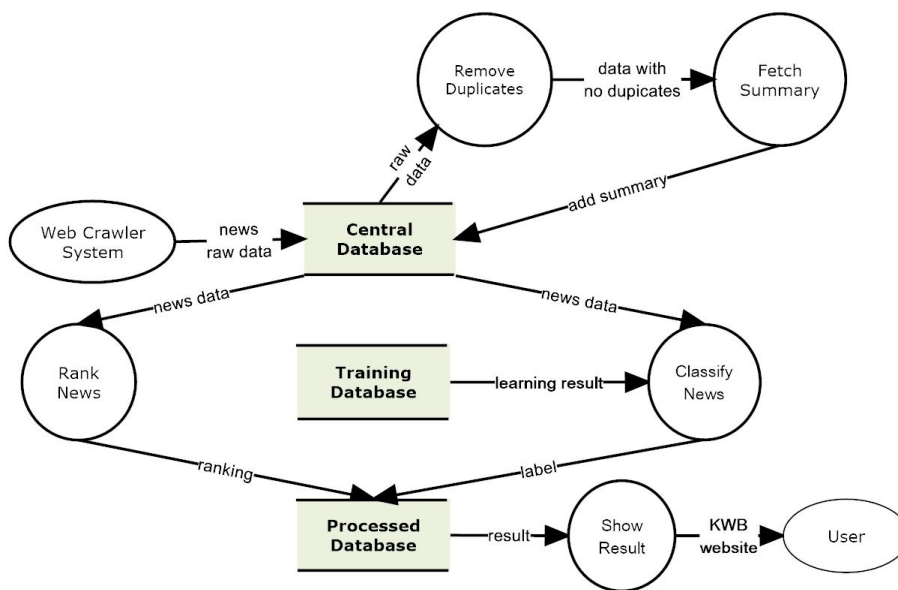 Remove
Duplicates
data with
no dupicates
Fetch
Summary
raw
data
add summary
Web Crawler
System
news
raw data
Central
Database
news data
news data
Rank
News
Training
Database
learning result
Classify
News
ranking
label
Processed
Database
result
Show
Result
KWB
website
User